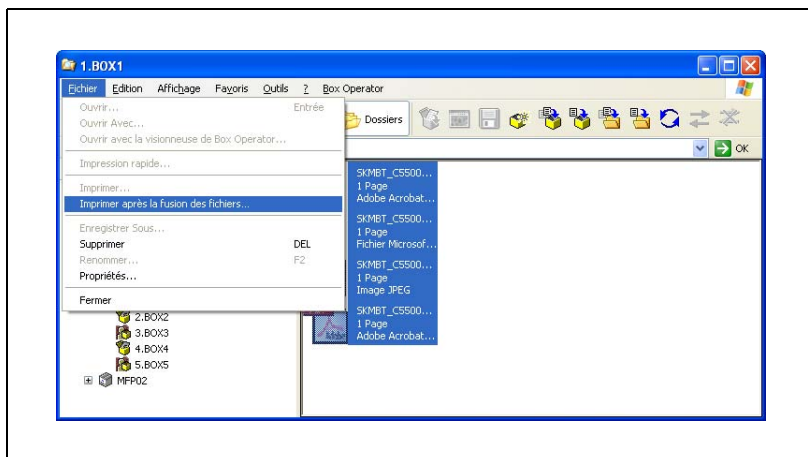 1.BOX1
Fichier Edition Affichage Favoris Outils ? Box Operator
Ouvrir... Entrée
Ouvrir Avec...
Ouvrir avec la visionneuse de Box Operator...
Impression rapide...
Imprimer...
Imprimer après la fusion des fichiers...
Enregistrer Sous...
Supprimer DEL
Renommer... F2
Propriétés...
Fermer
Dossiers
OK
2.BOX2
3.BOX3
4.BOX4
5.BOX5
MFP02
SKMBT_C5500...
1 Page
Adobe Acrobat...
SKMBT_C5500...
1 Page
Fichier Microsof...
SKMBT_C5500...
1 Page
Image JPEG
SKMBT_C5500...
1 Page
Adobe Acrobat...